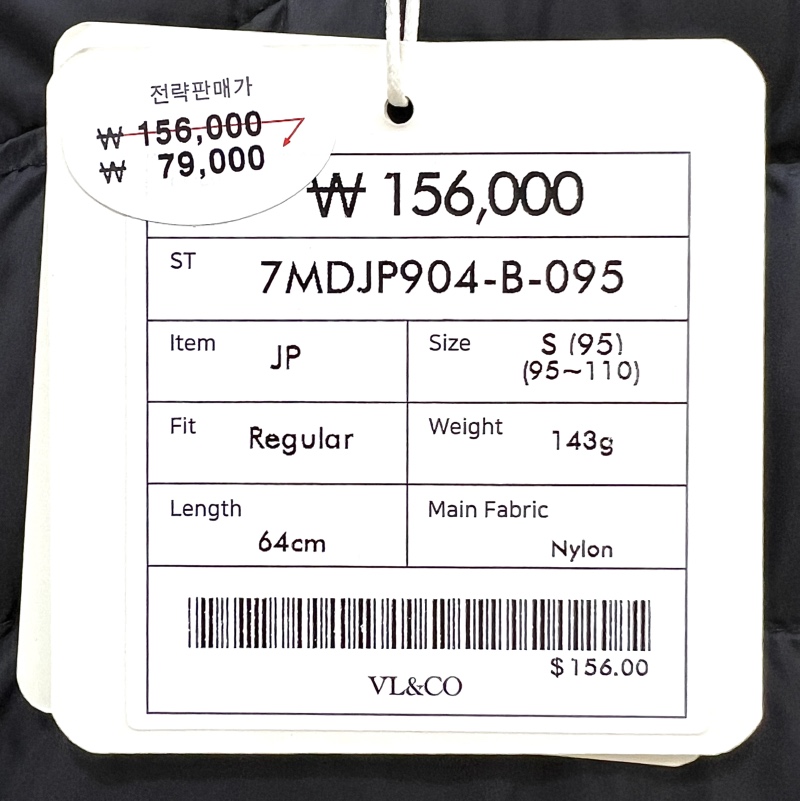 전략판매가
₩ 156,000
₩ 79,000
₩ 156,000
ST 7MDJP904-B-095
Item JP
Size S (95)
(95~110)
Fit Regular
Weight 143g
Length 64cm
Main Fabric Nylon
$156.00
VL&CO